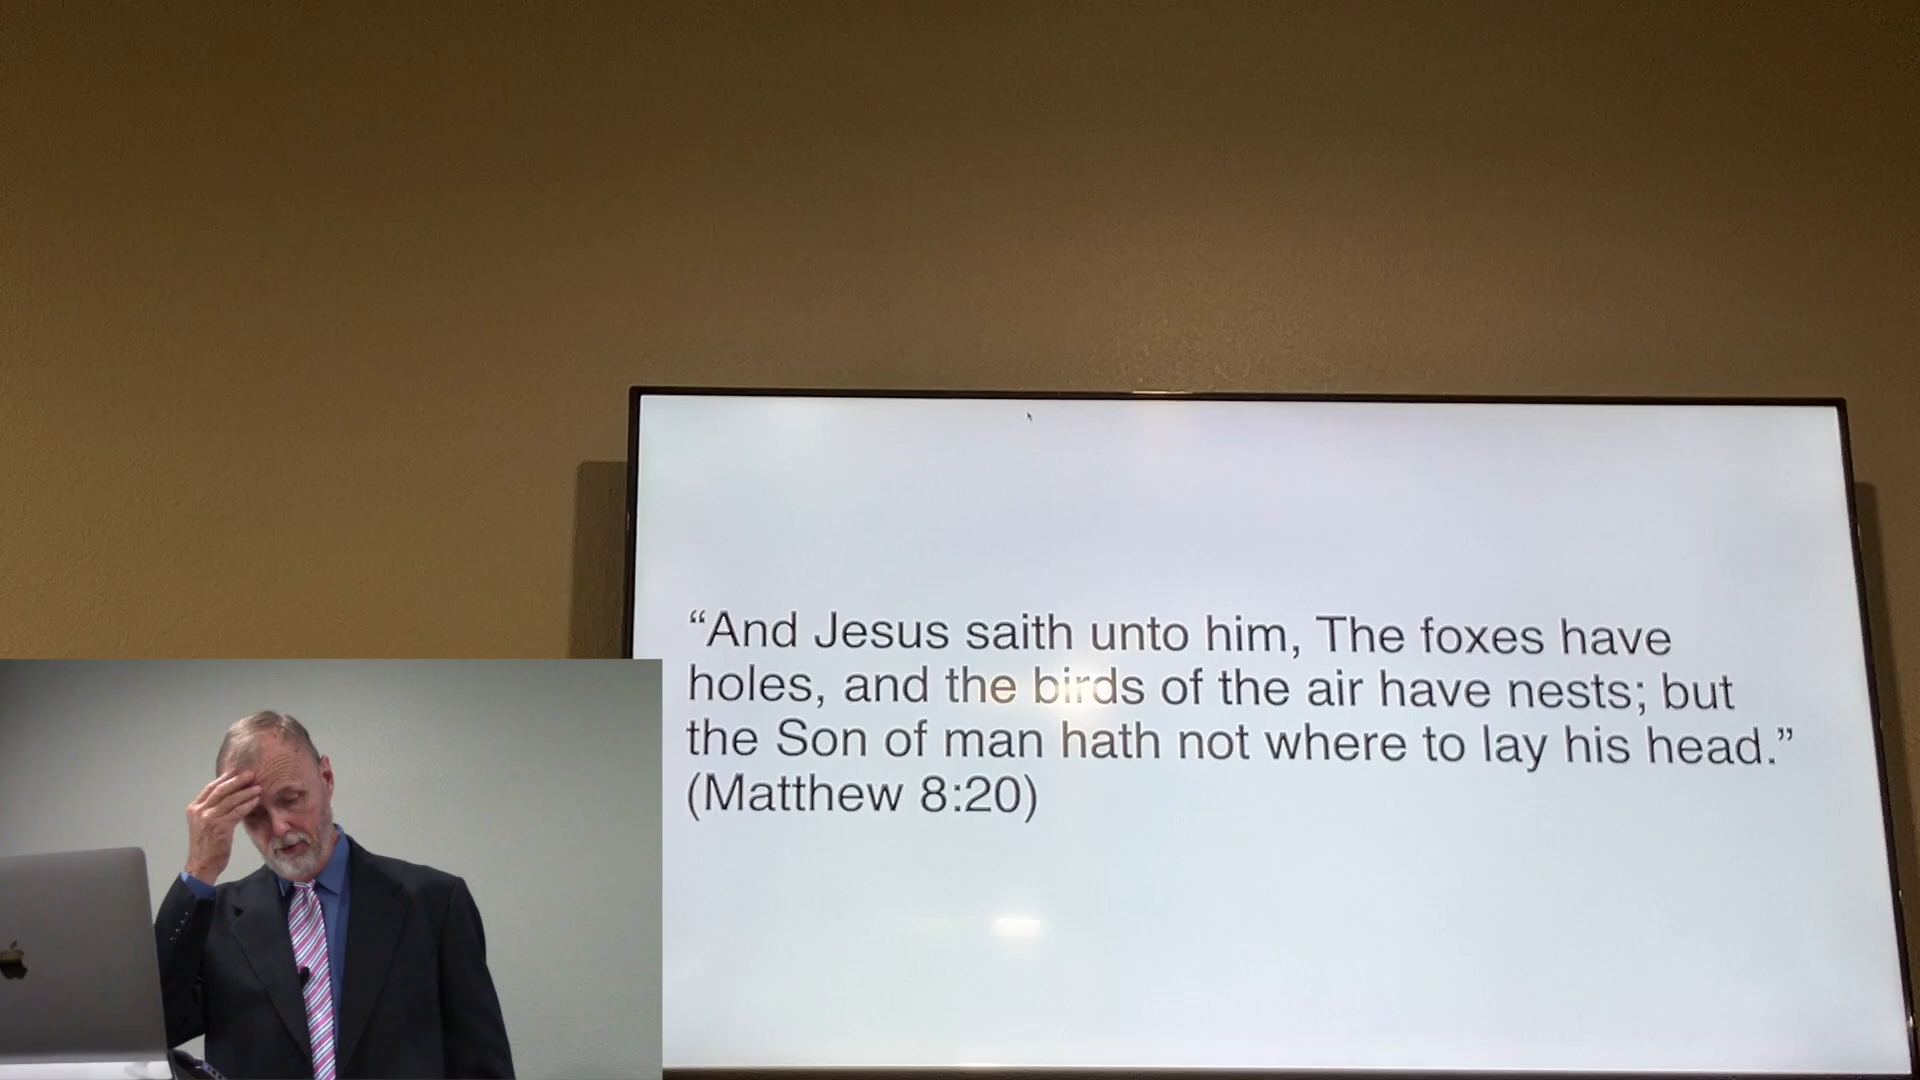 “And Jesus saith unto him, The foxes have
holes, and the birds of the air have nests; but
the Son of man hath not where to lay his head.”
(Matthew 8:20)